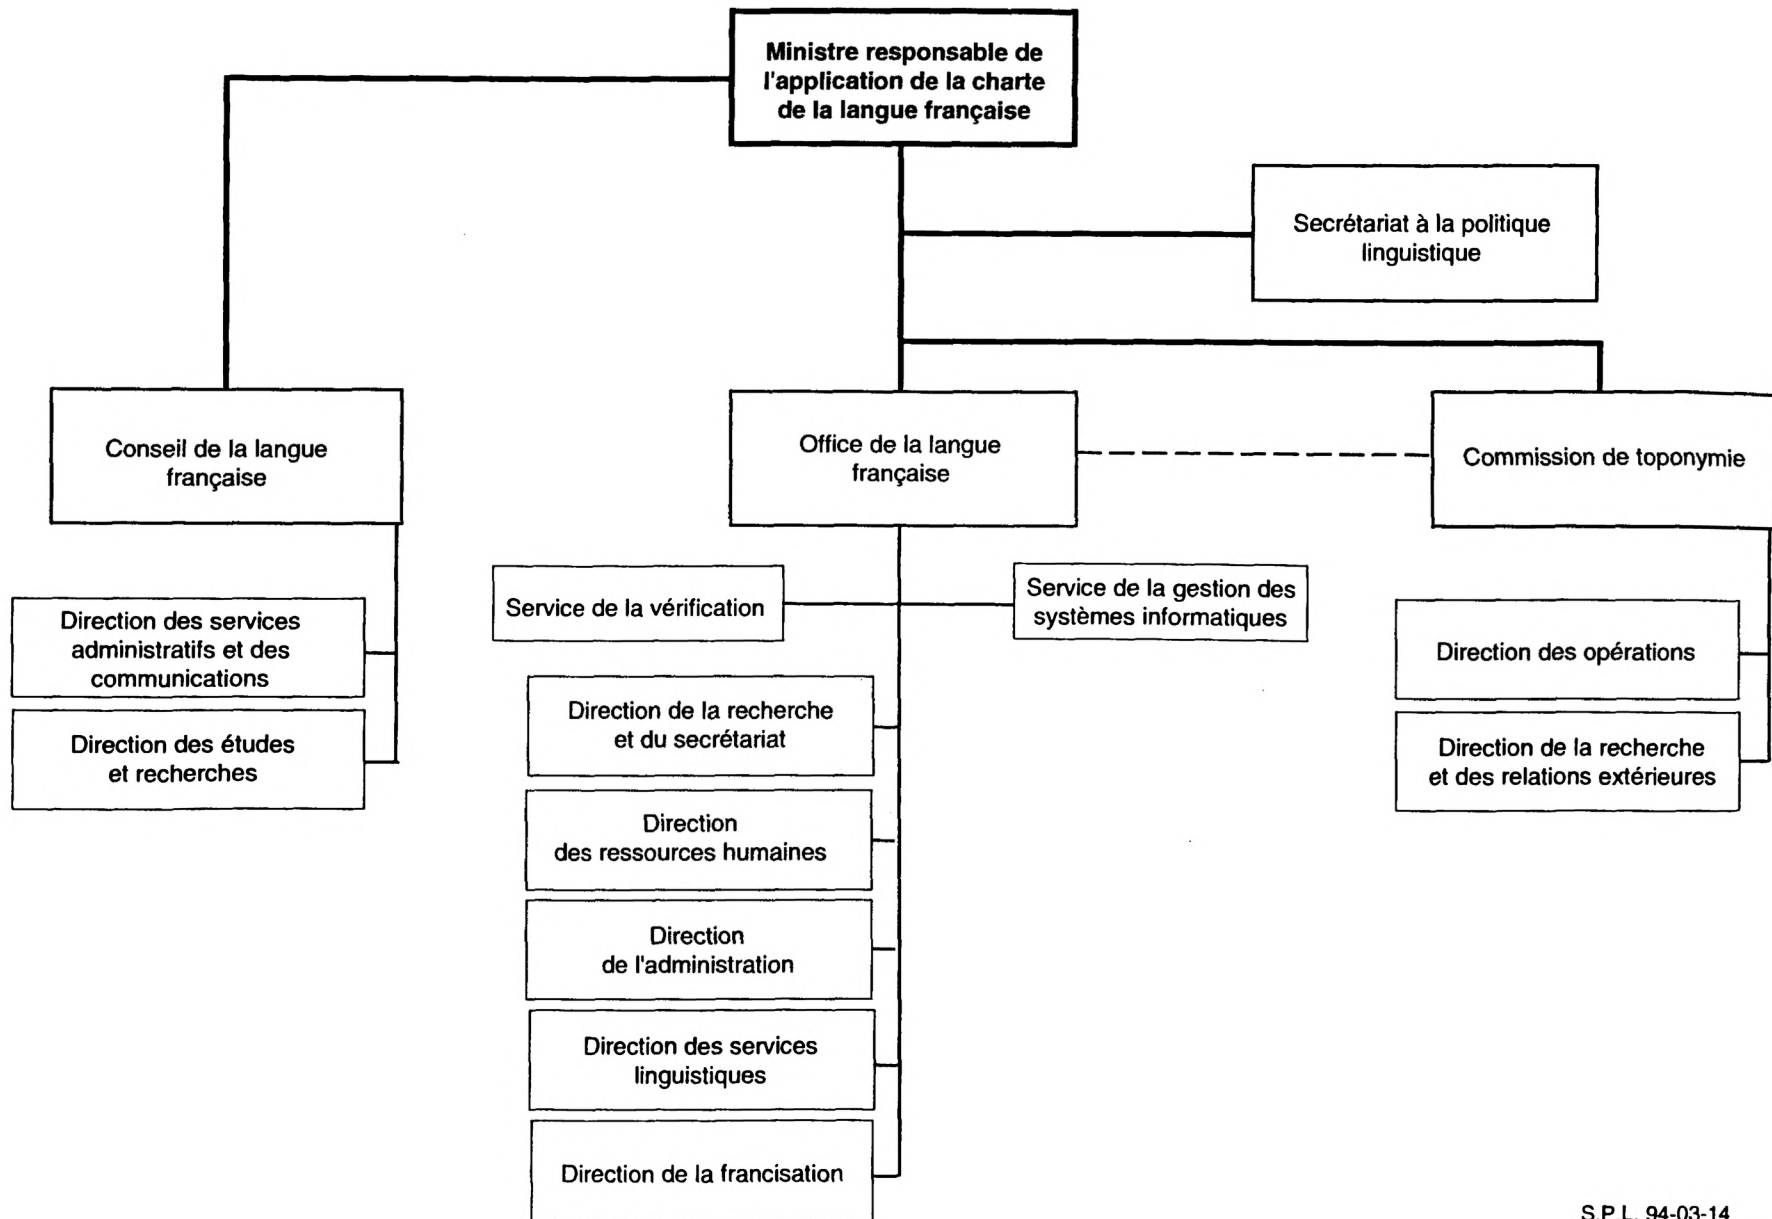 Ministre responsable de
l'application de la charte
de la langue française
Secrétariat à la politique
linguistique
Conseil de la langue
française
Office de la langue
française
Commission de toponymie
Direction des services
administratifs et des
communications
Direction des études
et recherches
Service de la vérification
Service de la gestion des
systèmes informatiques
Direction de la recherche
et du secrétariat
Direction
des ressources humaines
Direction
de l'administration
Direction des services
linguistiques
Direction de la francisation
Direction des opérations
Direction de la recherche
et des relations extérieures
S.P.L. 94-03-14